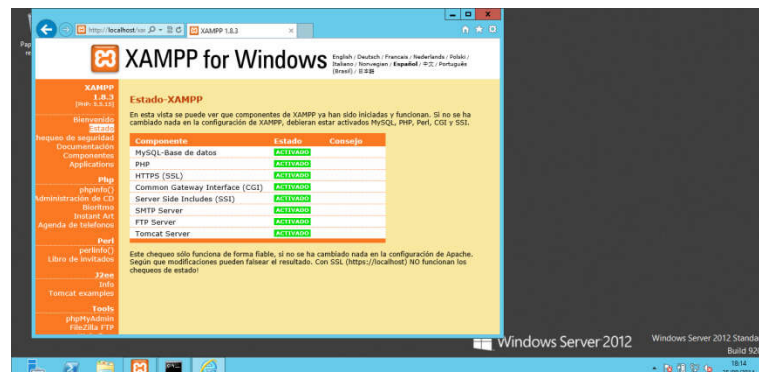 http://localhost/xa
XAMPP 1.8.3
XAMPP for Windows
English / Deutsch / Francais / Nederlands / Polski /
Italiano / Norwegian / Español / 中文 / Português
(Brasil) / 日本語
XAMPP
1.8.3
[PHP: 5.5.15]
Bienvenido
Estado
hequeo de seguridad
Documentación
Componentes
Applications
Php
phpinfo()
Administración de CD
Bioritmo
Instant Art
Agenda de telefonos
Perl
perlinfo()
Libro de invitados
J2ee
Info
Tomcat examples
Tools
phpMyAdmin
FileZilla FTP
Estado-XAMPP
En esta vista se puede ver que componentes de XAMPP ya han sido iniciadas y funcionan. Si no se ha
cambiado nada en la configuración de XAMPP, debieran estar activados MySQL, PHP, Perl, CGI y SSI.
Componente Estado Consejo
MySQL-Base de datos ACTIVADO
PHP ACTIVADO
HTTPS (SSL) ACTIVADO
Common Gateway Interface (CGI) ACTIVADO
Server Side Includes (SSI) ACTIVADO
SMTP Server ACTIVADO
FTP Server ACTIVADO
Tomcat Server ACTIVADO
Este chequeo sólo funciona de forma fiable, si no se ha cambiado nada en la configuración de Apache.
Según que modificaciones pueden falsear el resultado. Con SSL (https://localhost) NO funcionan los
chequeos de estado!
Windows Server 2012
Windows Server 2012 Standa
Build 920
18:14